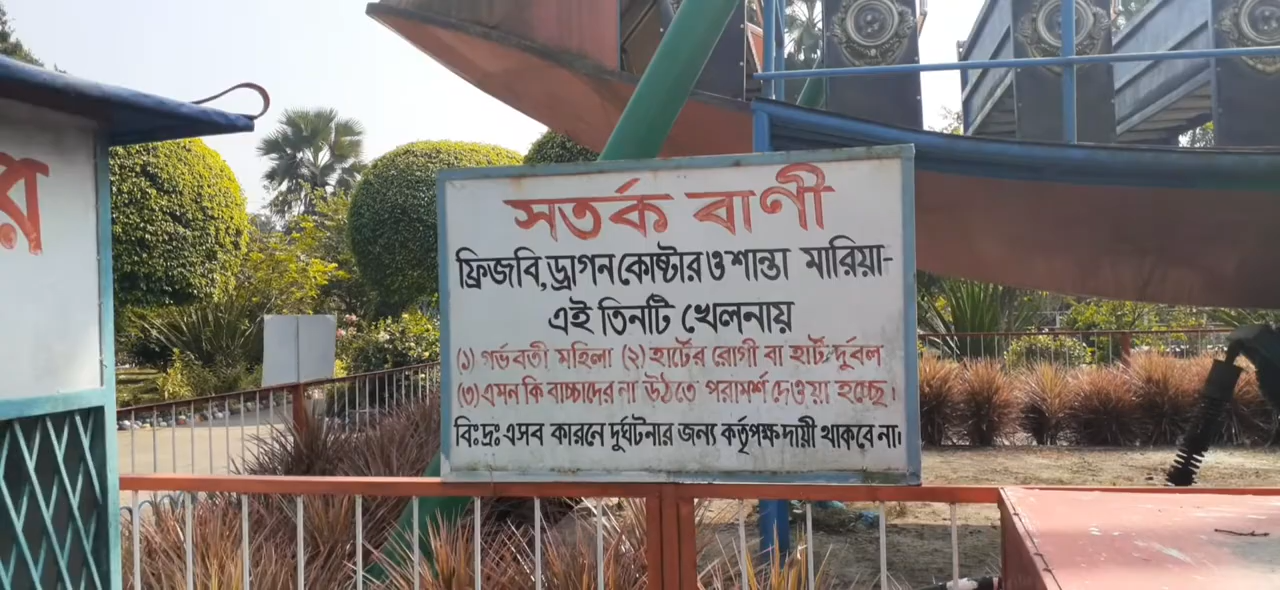 সতর্ক বাণী
ফ্রিজবি, ড্রাগন কোষ্টার ও শান্তা মারিয়া-
এই তিনটি খেলনায়
(১) গর্ভবতী মহিলা (২) হার্টের রোগী বা হার্ট দুর্বল
(৩) এমন কি বাচ্চাদের না উঠতে পরামর্শ দেওয়া হচ্ছে।
বিঃদ্রঃ এসব কারনে দুর্ঘটনার জন্য কর্তৃপক্ষ দায়ী থাকবে না।